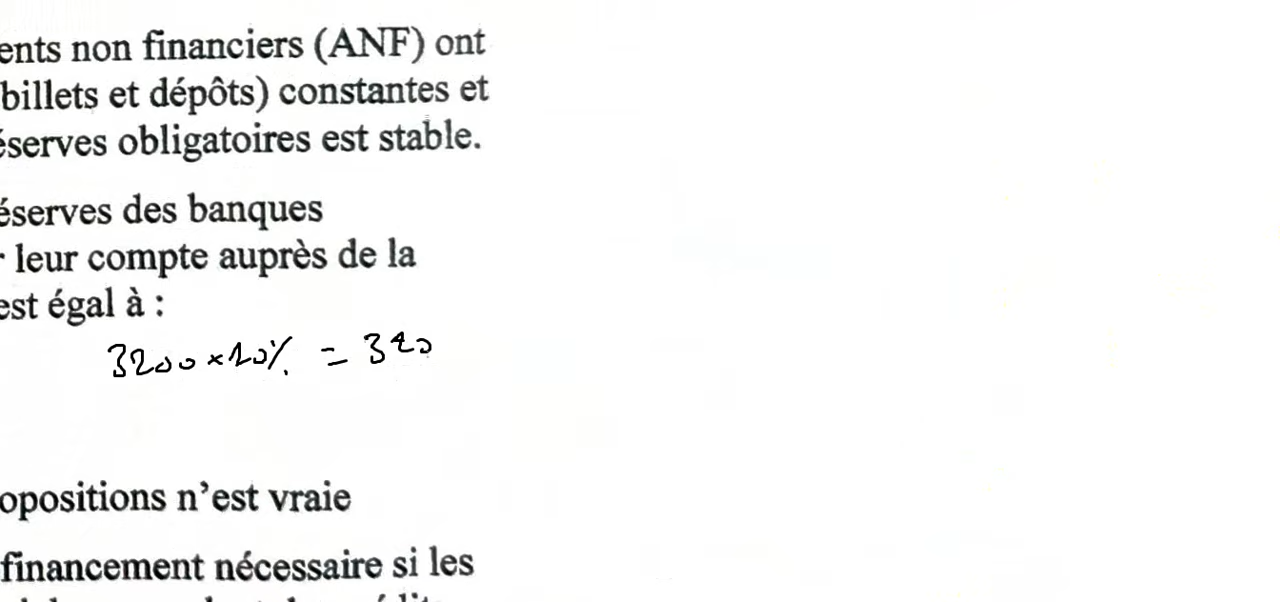 ents non financiers (ANF) ont
billets et dépôts) constantes et
éserves obligatoires est stable.
éserves des banques
leur compte auprès de la
est égal à :
3200 × 10% = 320
opositions n'est vraie
financement nécessaire si les